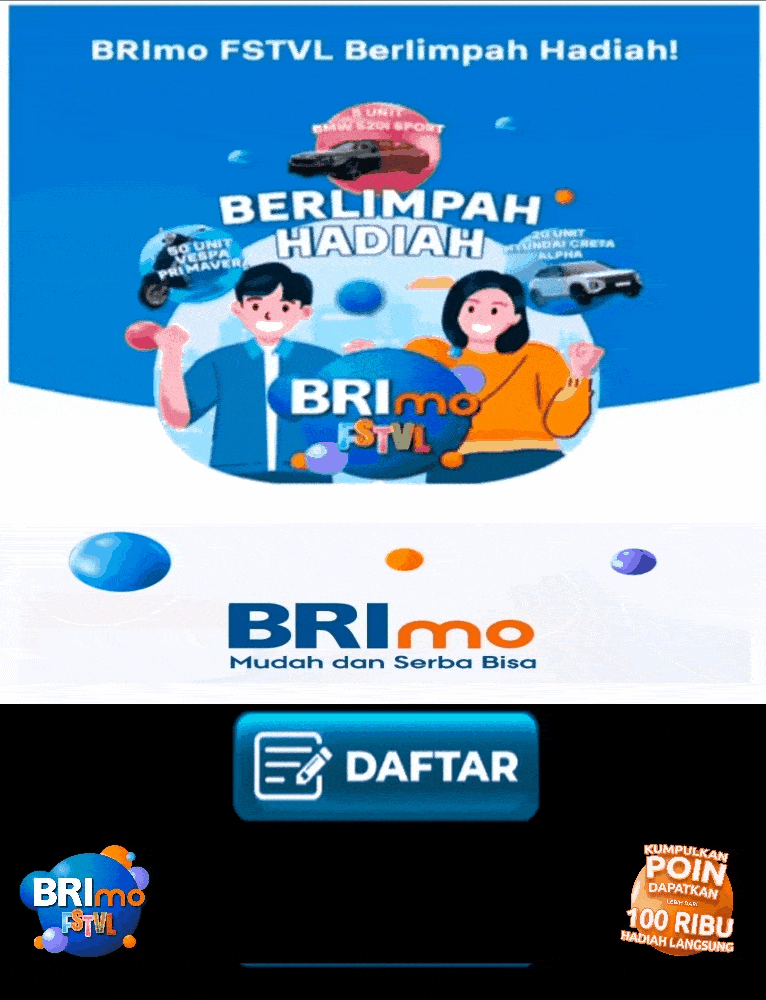 BRImo FSTVL Berlimpah Hadiah!
5 UNIT
BMW 520i SPORT
BERLIMPAH
HADIAH
50 UNIT
VESPA
PRIMAVERA
20 UNIT
HYUNDAI CRETA
ALPHA
BRImo
FSTVL
BRImo
Mudah dan Serba Bisa
DAFTAR
BRImo
FSTVL
KUMPULKAN
POIN
DAPATKAN
LEBIH DARI
100 RIBU
HADIAH LANGSUNG